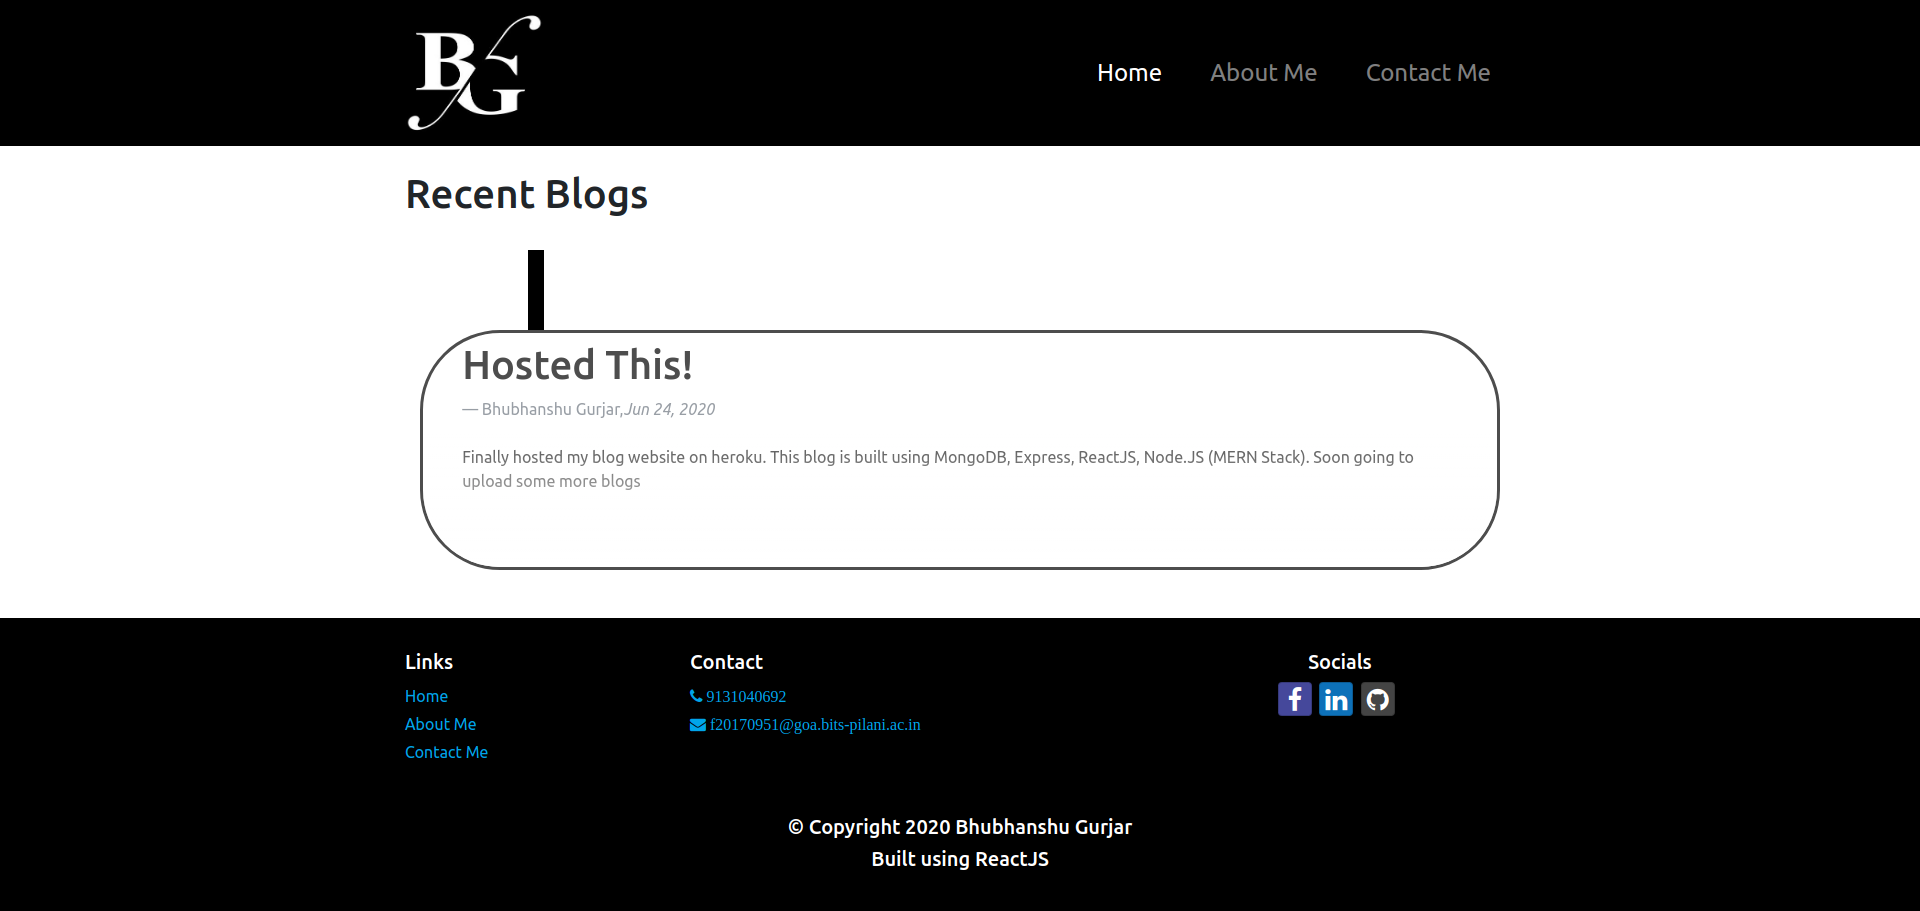 BG
Home About Me Contact Me
Recent Blogs
Hosted This!
— Bhubhanshu Gurjar,Jun 24, 2020
Finally hosted my blog website on heroku. This blog is built using MongoDB, Express, ReactJS, Node.JS (MERN Stack). Soon going to
upload some more blogs
Links
Home
About Me
Contact Me
Contact
9131040692
f20170951@goa.bits-pilani.ac.in
Socials
f in
© Copyright 2020 Bhubhanshu Gurjar
Built using ReactJS